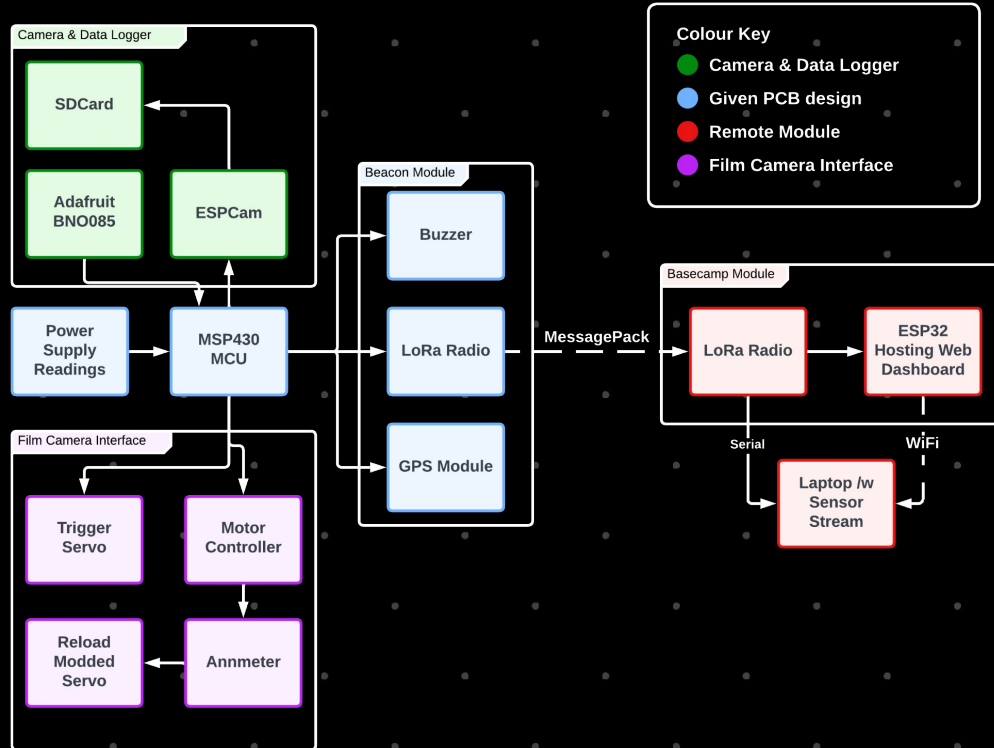 Camera & Data Logger
SDCard
Adafruit
BNO085
ESPCam
Power
Supply
Readings
MSP430
MCU
Film Camera Interface
Trigger
Servo
Motor
Controller
Reload
Modded
Servo
Annmeter
Beacon Module
Buzzer
LoRa Radio
GPS Module
MessagePack
Colour Key
Camera & Data Logger
Given PCB design
Remote Module
Film Camera Interface
Basecamp Module
LoRa Radio
ESP32
Hosting Web
Dashboard
Serial
WiFi
Laptop /w
Sensor
Stream